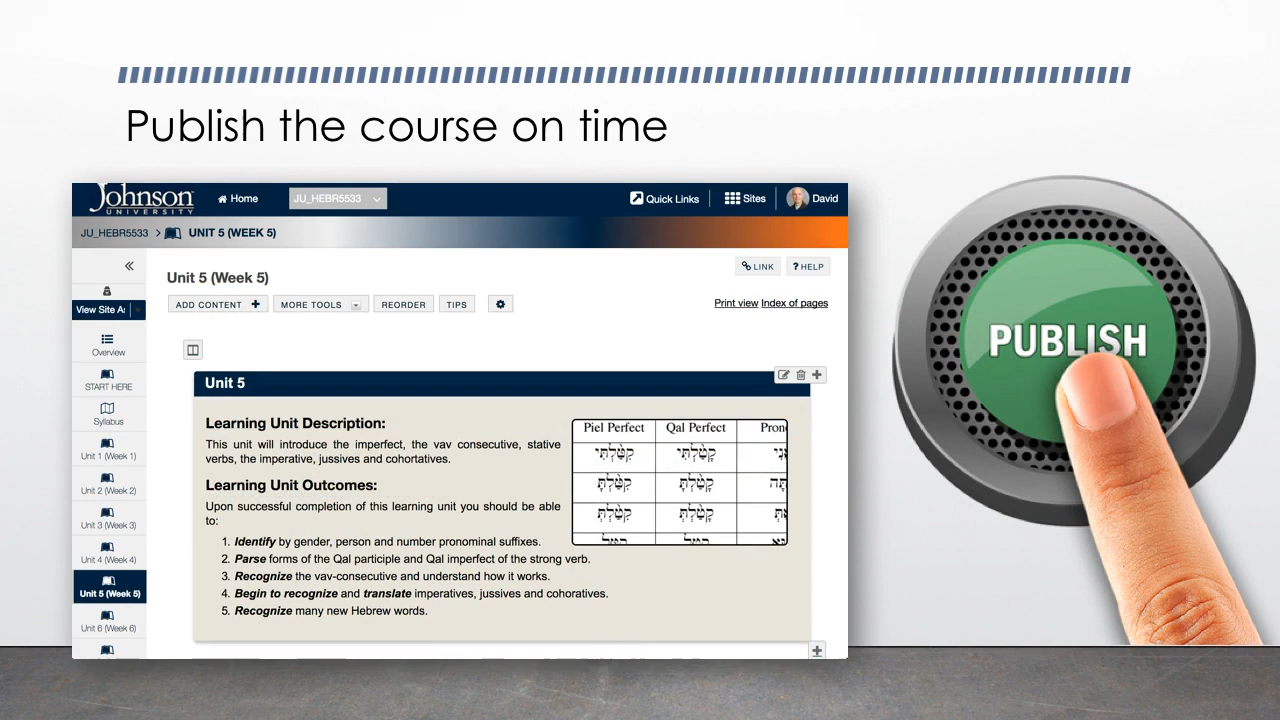 Publish the course on time
Johnson
UNIVERSITY
Home
JU_HEBR5533
Quick Links
Sites
David
JU_HEBR5533 > UNIT 5 (WEEK 5)
LINK
? HELP
Unit 5 (Week 5)
ADD CONTENT +
MORE TOOLS
REORDER
TIPS
Print view Index of pages
View Site A
Overview
START HERE
Syllabus
Unit 1 (Week 1)
Unit 2 (Week 2)
Unit 3 (Week 3)
Unit 4 (Week 4)
Unit 5 (Week 5)
Unit 6 (Week 6)
Unit 5
Learning Unit Description:
This unit will introduce the imperfect, the vav consecutive, stative
verbs, the imperative, jussives and cohortatives.
Learning Unit Outcomes:
Upon successful completion of this learning unit you should be able
to:
1. Identify by gender, person and number pronominal suffixes.
2. Parse forms of the Qal participle and Qal imperfect of the strong verb.
3. Recognize the vav-consecutive and understand how it works.
4. Begin to recognize and translate imperatives, jussives and cohoratives.
5. Recognize many new Hebrew words.
Piel Perfect Qal Perfect Pron
קִטַּ֫לְתִּי קָטַ֫לְתִּי
קִטַּ֫לְתָּ קָטַ֫לְתָּ
קִטַּלְתְּ קָטַלְתְּ
PUBLISH